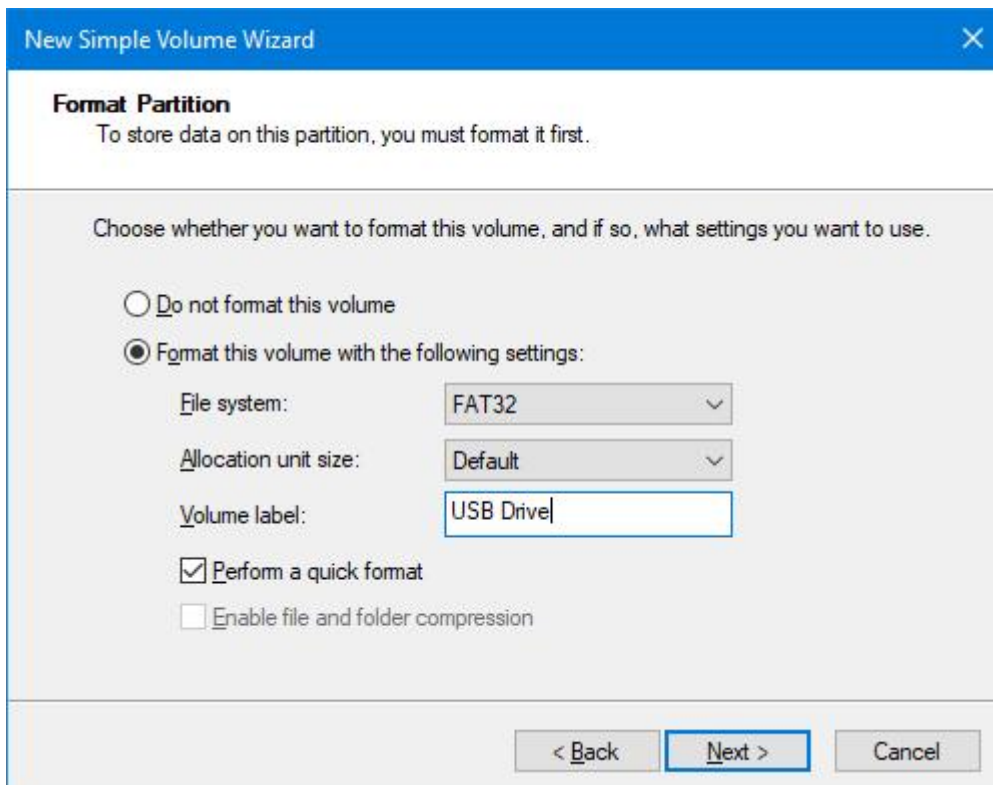 New Simple Volume Wizard
Format Partition
To store data on this partition, you must format it first.
Choose whether you want to format this volume, and if so, what settings you want to use.
Do not format this volume
Format this volume with the following settings:
File system: FAT32
Allocation unit size: Default
Volume label: USB Drive
Perform a quick format
Enable file and folder compression
< Back Next > Cancel